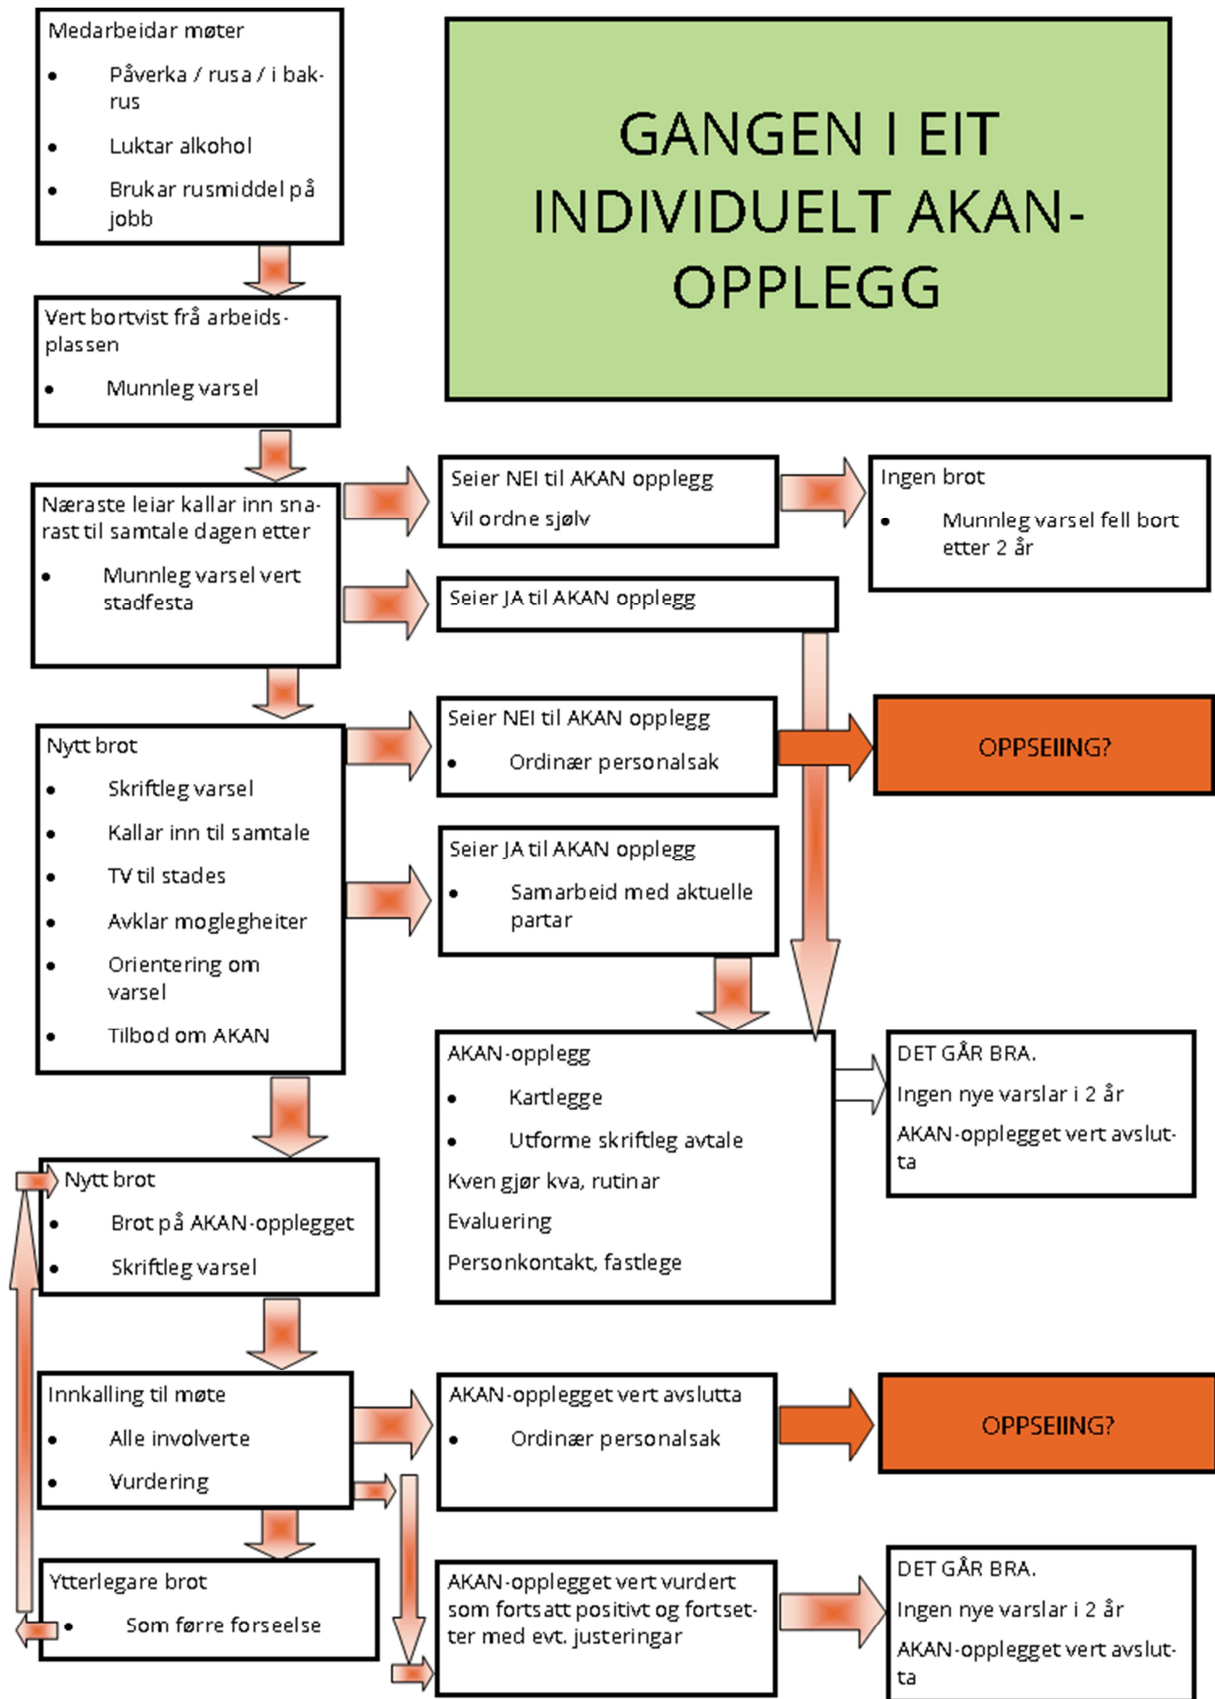 Medarbeidar møter
• Påverka / rusa / i bak-
rus
• Luktar alkohol
• Brukar rusmiddel på
jobb
GANGEN I EIT
INDIVIDUELT AKAN-
OPPLEGG
Vert bortvist frå arbeids-
plassen
• Munnleg varsel
Næraste leiar kallar inn sna-
rast til samtale dagen etter
• Munnleg varsel vert
stadfesta
Seier NEI til AKAN opplegg
Vil ordne sjølv
Ingen brot
• Munnleg varsel fell bort
etter 2 år
Seier JA til AKAN opplegg
Nytt brot
• Skriftleg varsel
• Kallar inn til samtale
• TV til stades
• Avklar moglegheiter
• Orientering om
varsel
• Tilbod om AKAN
Seier NEI til AKAN opplegg
• Ordinær personalsak
OPPSEIING?
Seier JA til AKAN opplegg
• Samarbeid med aktuelle
partar
AKAN-opplegg
• Kartlegge
• Utforme skriftleg avtale
Kven gjør kva, rutinar
Evaluering
Personkontakt, fastlege
DET GÅR BRA.
Ingen nye varslar i 2 år
AKAN-opplegget vert avslut-
ta
Nytt brot
• Brot på AKAN-opplegget
• Skriftleg varsel
Innkalling til møte
• Alle involverte
• Vurdering
AKAN-opplegget vert avslutta
• Ordinær personalsak
OPPSEIING?
Ytterlegare brot
• Som førre forseelse
AKAN-opplegget vert vurdert
som fortsatt positivt og fortset-
ter med evt. justeringar
DET GÅR BRA.
Ingen nye varslar i 2 år
AKAN-opplegget vert avslut-
ta